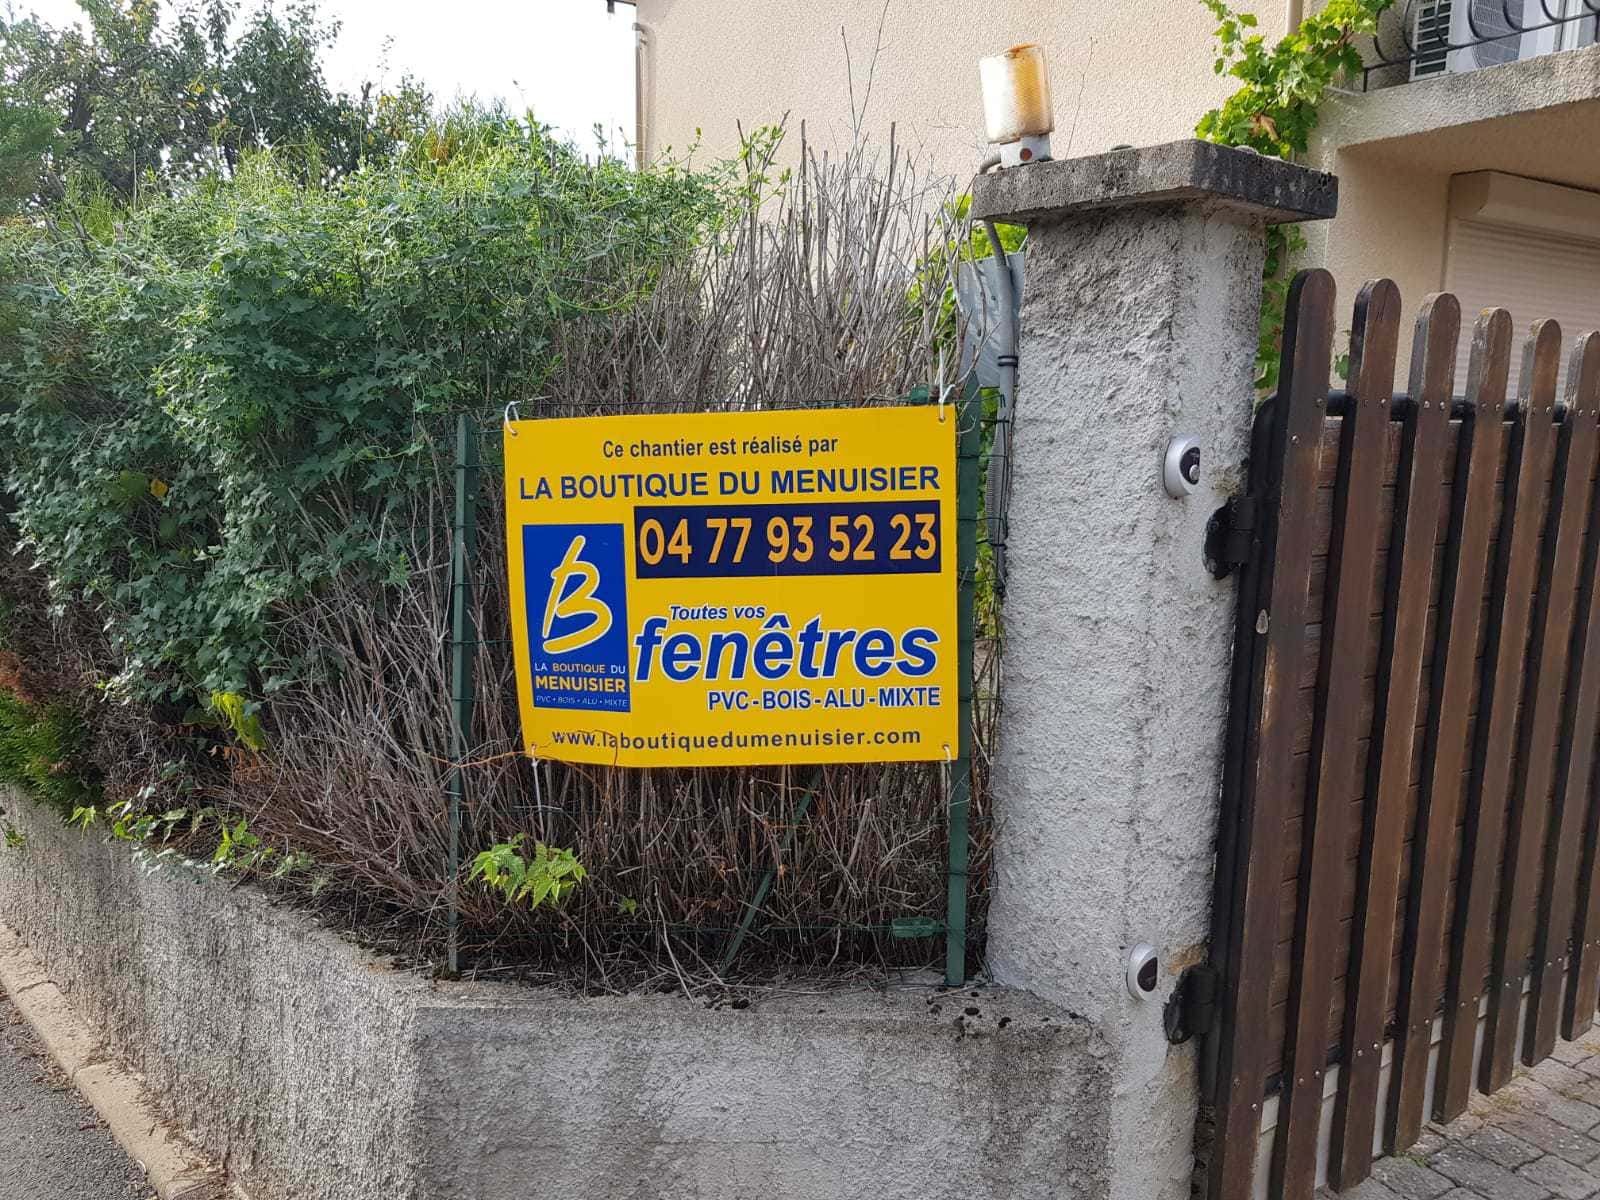 Ce chantier est réalisé par
LA BOUTIQUE DU MENUISIER
04 77 93 52 23
B
LA BOUTIQUE DU
MENUISIER
PVC • BOIS • ALU • MIXTE
Toutes vos
fenêtres
PVC-BOIS-ALU-MIXTE
www.laboutiquedumenuisier.com